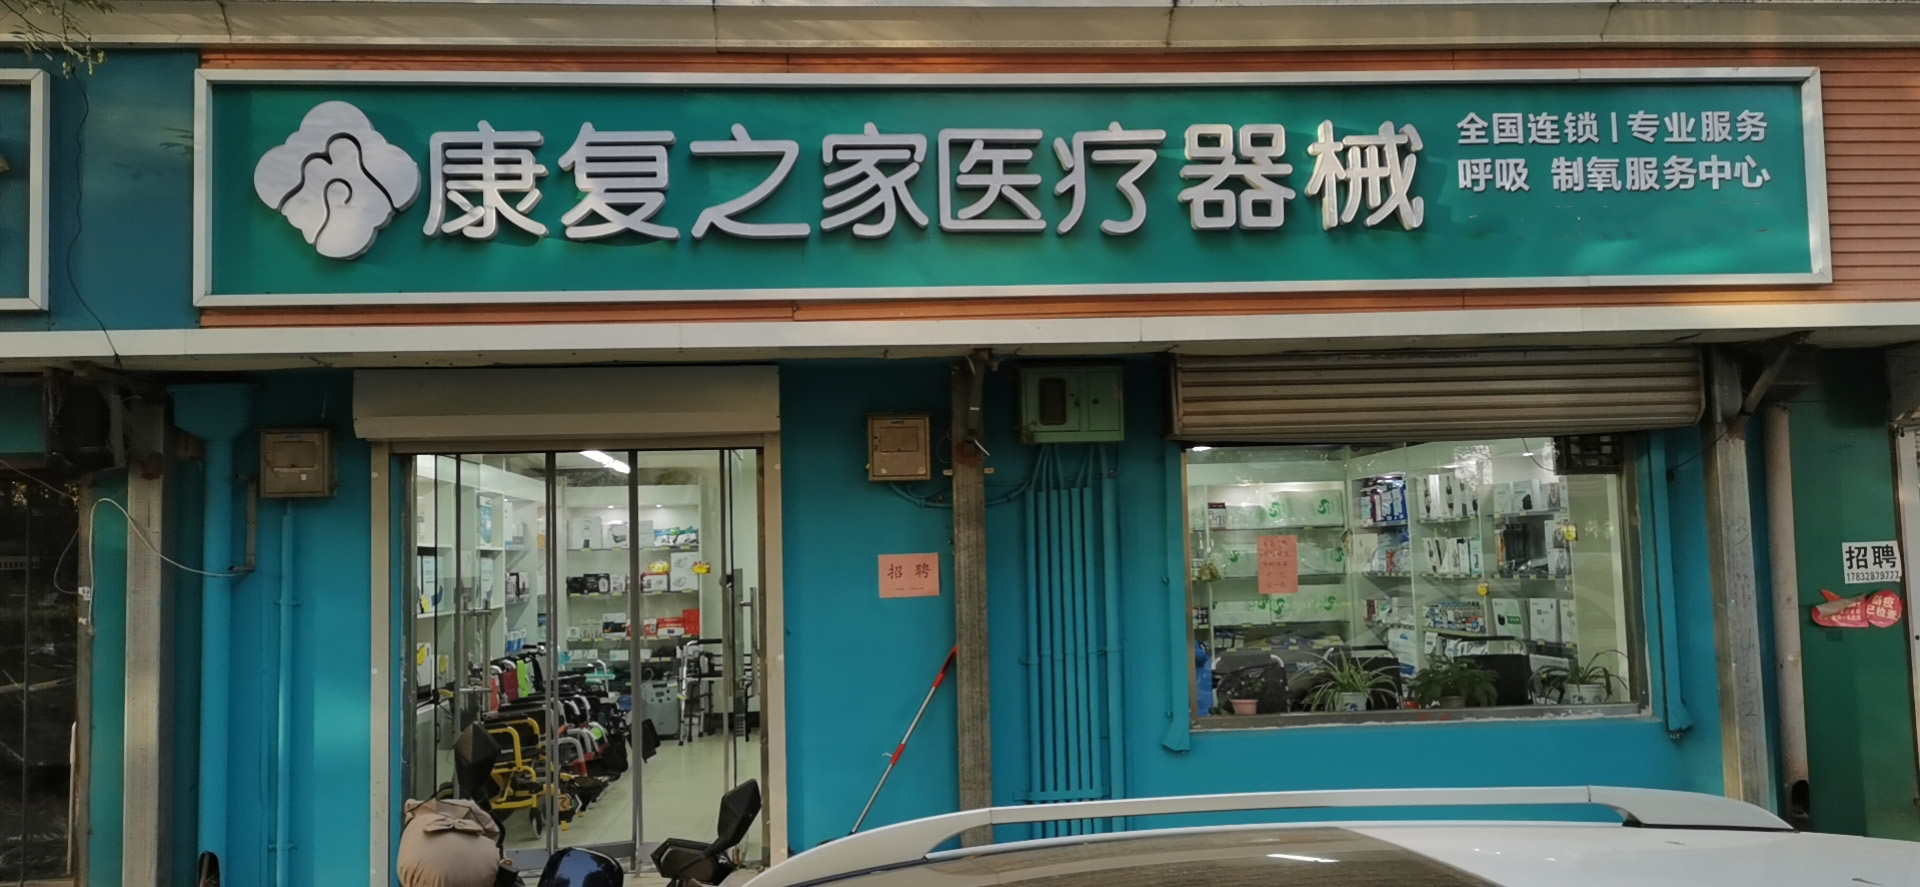 康复之家医疗器械
全国连锁|专业服务
呼吸 制氧服务中心
招聘
招聘
17832879777